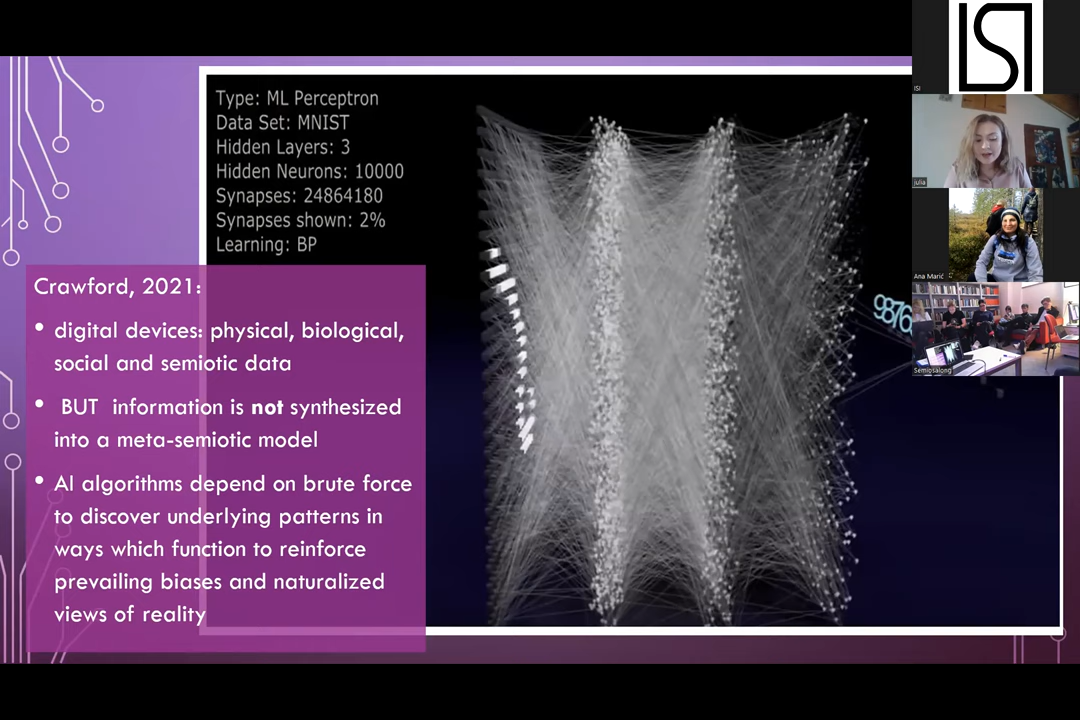 Type: ML Perceptron
Data Set: MNIST
Hidden Layers: 3
Hidden Neurons: 10000
Synapses: 24864180
Synapses shown: 2%
Learning: BP
Crawford, 2021:
• digital devices: physical, biological,
social and semiotic data
• BUT information is not synthesized
into a meta-semiotic model
• AI algorithms depend on brute force
to discover underlying patterns in
ways which function to reinforce
prevailing biases and naturalized
views of reality
9876
ISI
ISI
julia
Ana Marić
Semiosalong